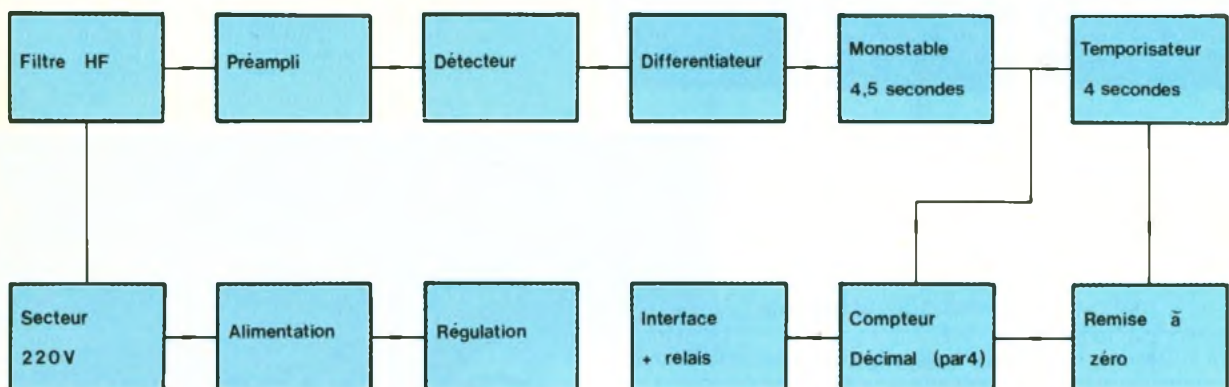 Filtre HF
Préampli
Détecteur
Differentiateur
Monostable
4,5 secondes
Temporisateur
4 secondes
Secteur
220V
Alimentation
Régulation
Interface
+ relais
Compteur
Décimal (par4)
Remise ã
zéro